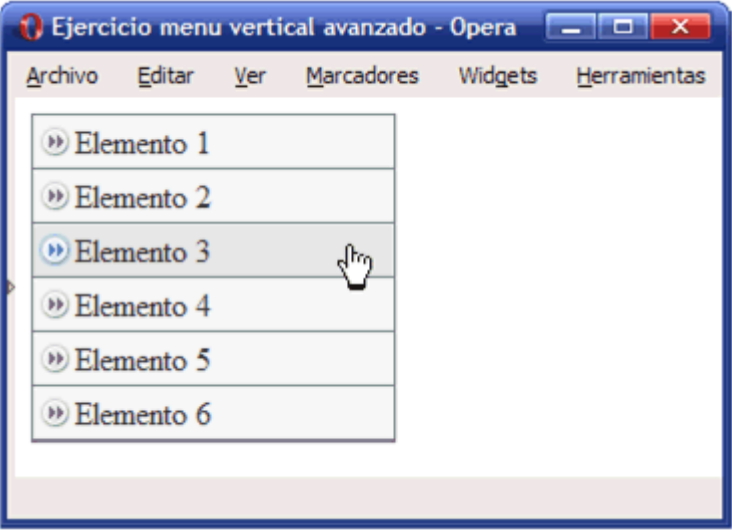 Ejercicio menu vertical avanzado - Opera
Archivo Editar Ver Marcadores Widgets Herramientas
Elemento 1
Elemento 2
Elemento 3
Elemento 4
Elemento 5
Elemento 6